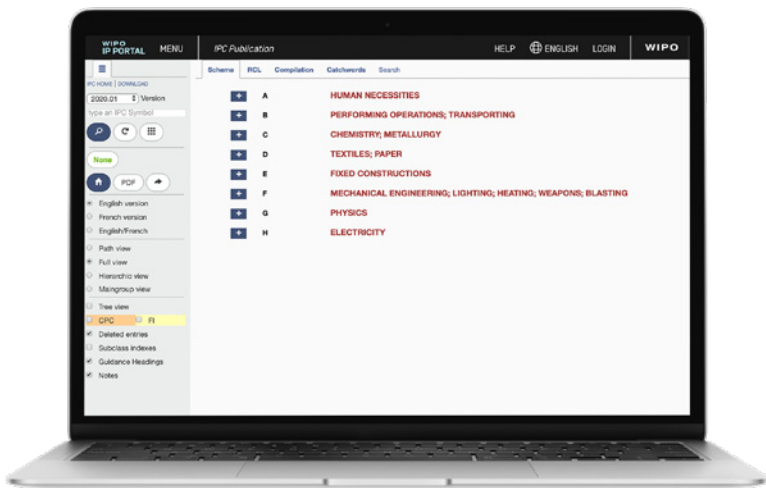 WIPO
IP PORTAL MENU IPC Publication HELP ENGLISH LOGIN WIPO
Scheme RCL Compilation Catchwords Search
IPC HOME | DOWNLOAD
2020.01 Version
type an IPC Symbol
None
PDF
English version
French version
English/French
Path view
Full view
Hierarchic view
Maingroup view
Tree view
CPC FI
Deleted entries
Subclass indexes
Guidance Headings
Notes
A HUMAN NECESSITIES
B PERFORMING OPERATIONS; TRANSPORTING
C CHEMISTRY; METALLURGY
D TEXTILES; PAPER
E FIXED CONSTRUCTIONS
F MECHANICAL ENGINEERING; LIGHTING; HEATING; WEAPONS; BLASTING
G PHYSICS
H ELECTRICITY